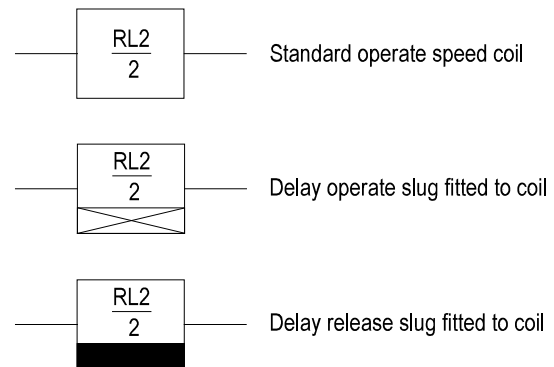 RL2
2
Standard operate speed coil
RL2
2
Delay operate slug fitted to coil
RL2
2
Delay release slug fitted to coil